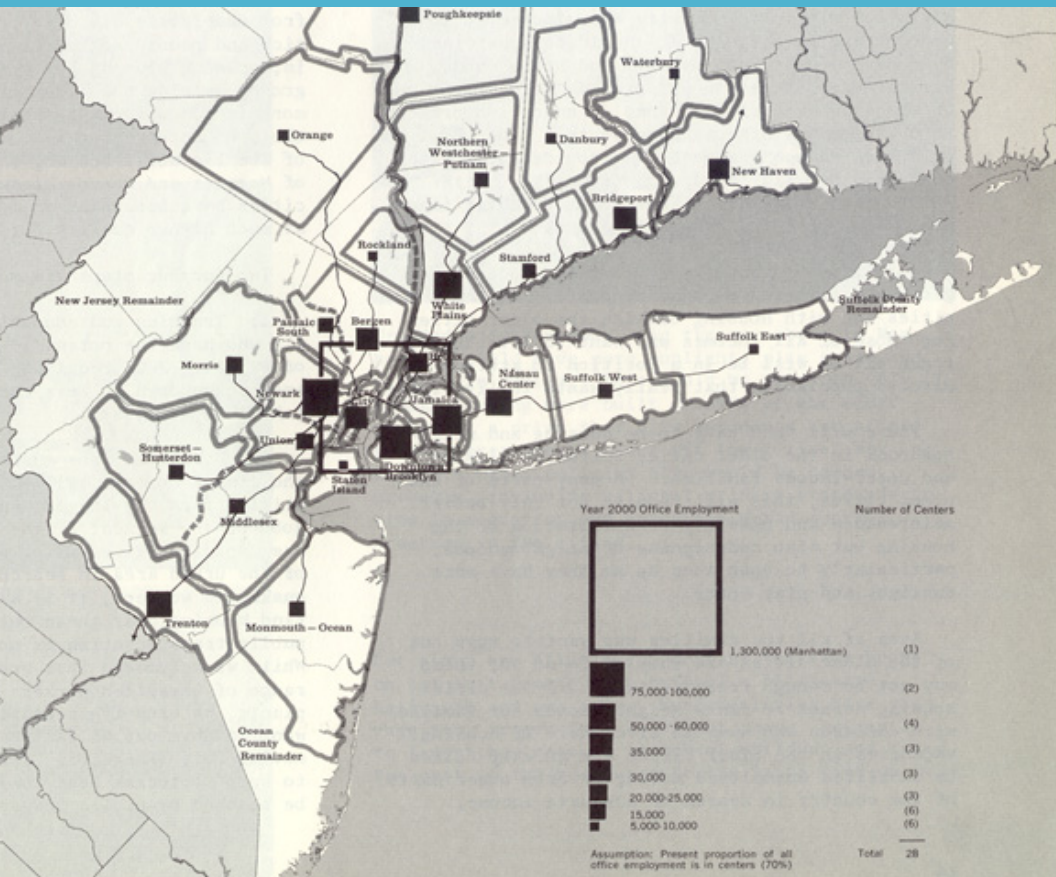 Poughkeepsie
Waterbury
Orange
Danbury
Northern
Westchester—
Putnam
New Haven
Bridgeport
Rockland
Stamford
White
Plains
New Jersey Remainder
Suffolk County
Remainder
Passaic
South
Bergen
Suffolk East
Morris
Nassau
Center
Suffolk West
Newark
City
Jamaica
Union
Somerset—
Hunterdon
Downtown
Brooklyn
Staten
Island
Middlesex
Trenton
Monmouth—Ocean
Ocean
County
Remainder
Year 2000 Office Employment Number of Centers
1,300,000 (Manhattan) (1)
75,000-100,000 (2)
50,000-60,000 (4)
35,000 (3)
30,000 (3)
20,000-25,000 (3)
15,000 (6)
5,000-10,000 (6)
Assumption: Present proportion of all
office employment is in centers (70%)
Total 28